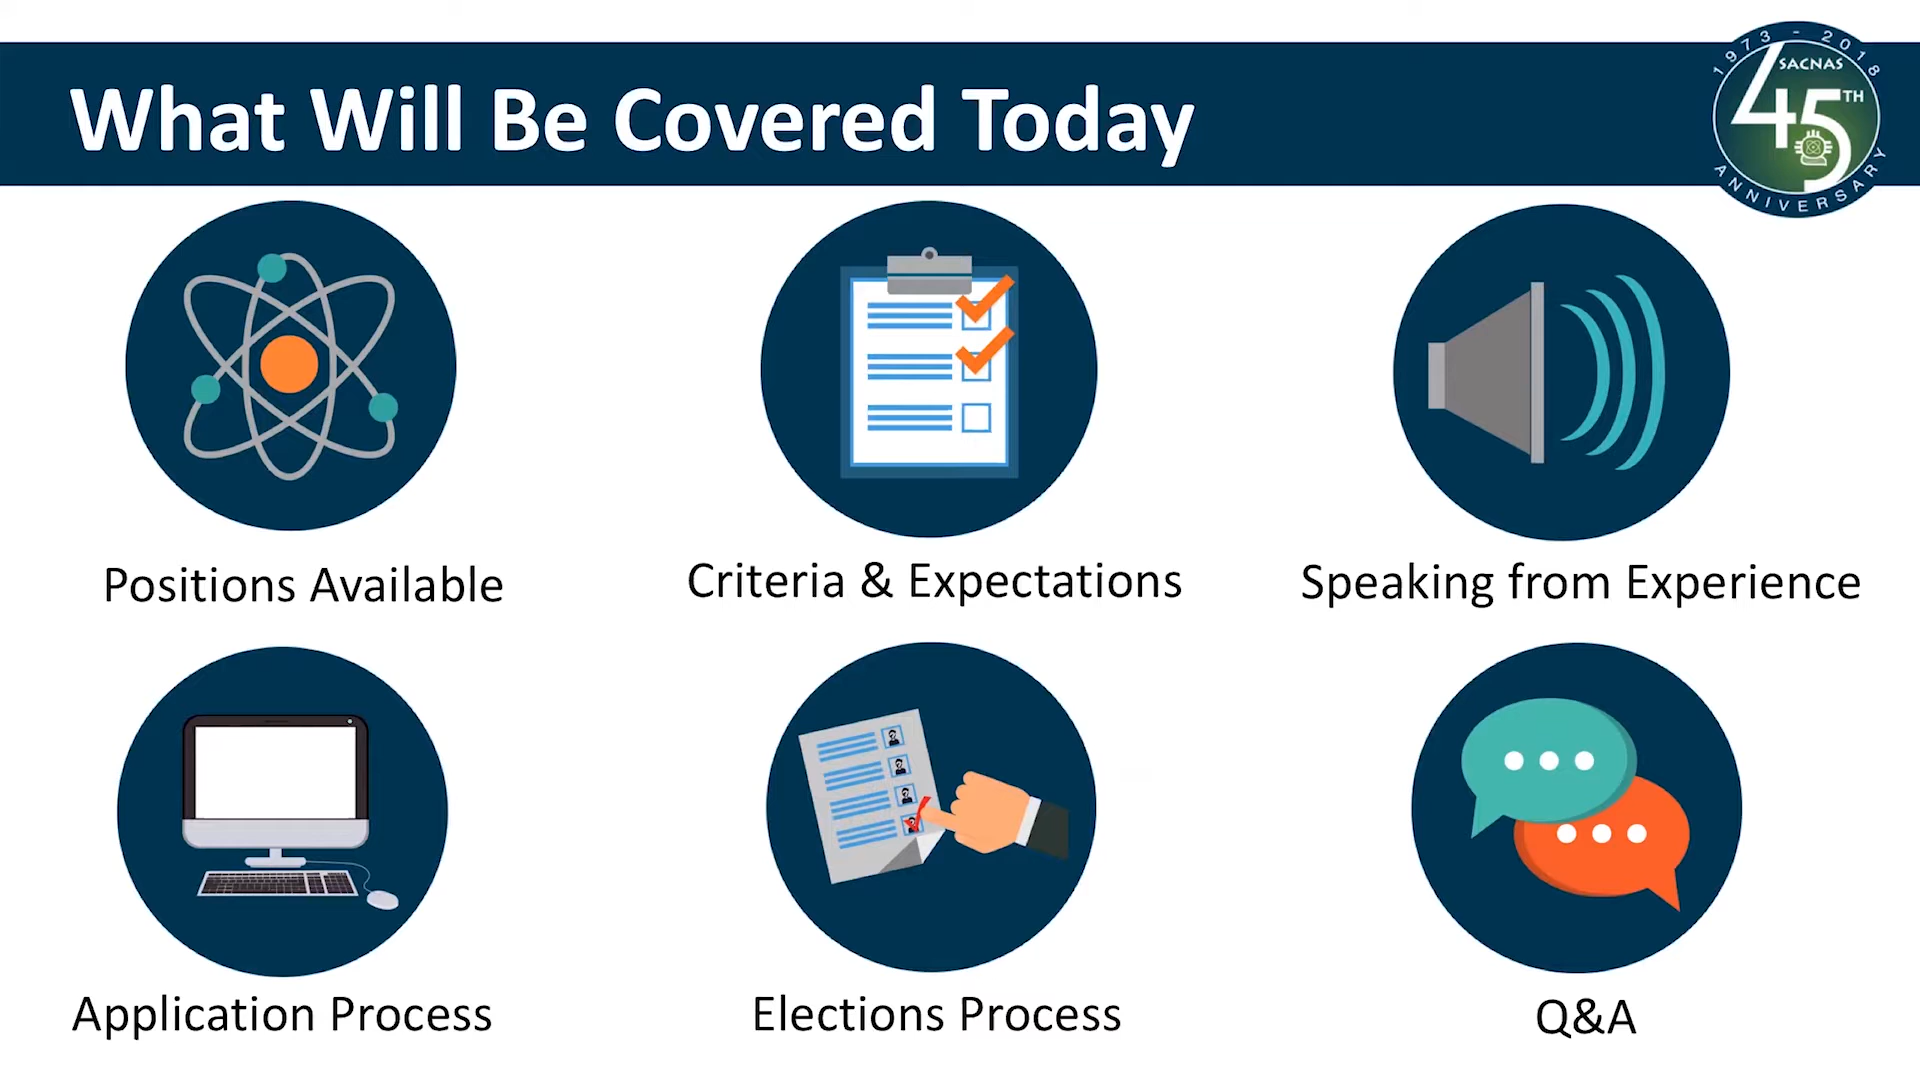 What Will Be Covered Today
1973 - 2018
SACNAS
45TH
ANNIVERSARY
Positions Available
Criteria & Expectations
Speaking from Experience
Application Process
Elections Process
Q&A